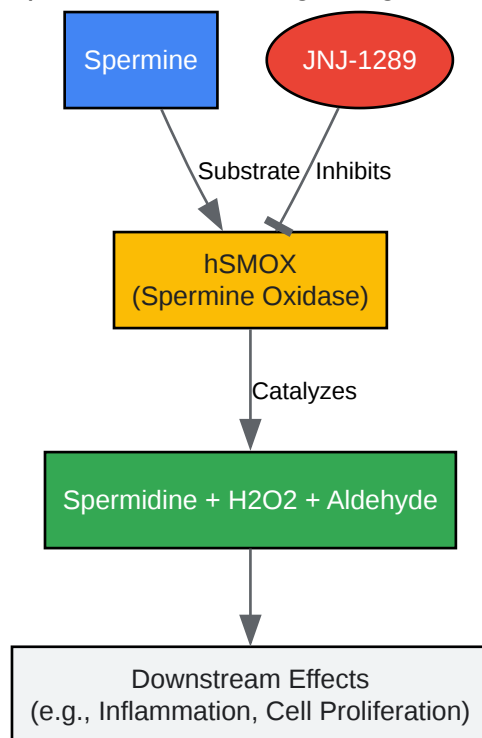 Spermine
JNJ-1289
Substrate
Inhibits
hSMOX
(Spermine Oxidase)
Catalyzes
Spermidine + H2O2 + Aldehyde
Downstream Effects
(e.g., Inflammation, Cell Proliferation)